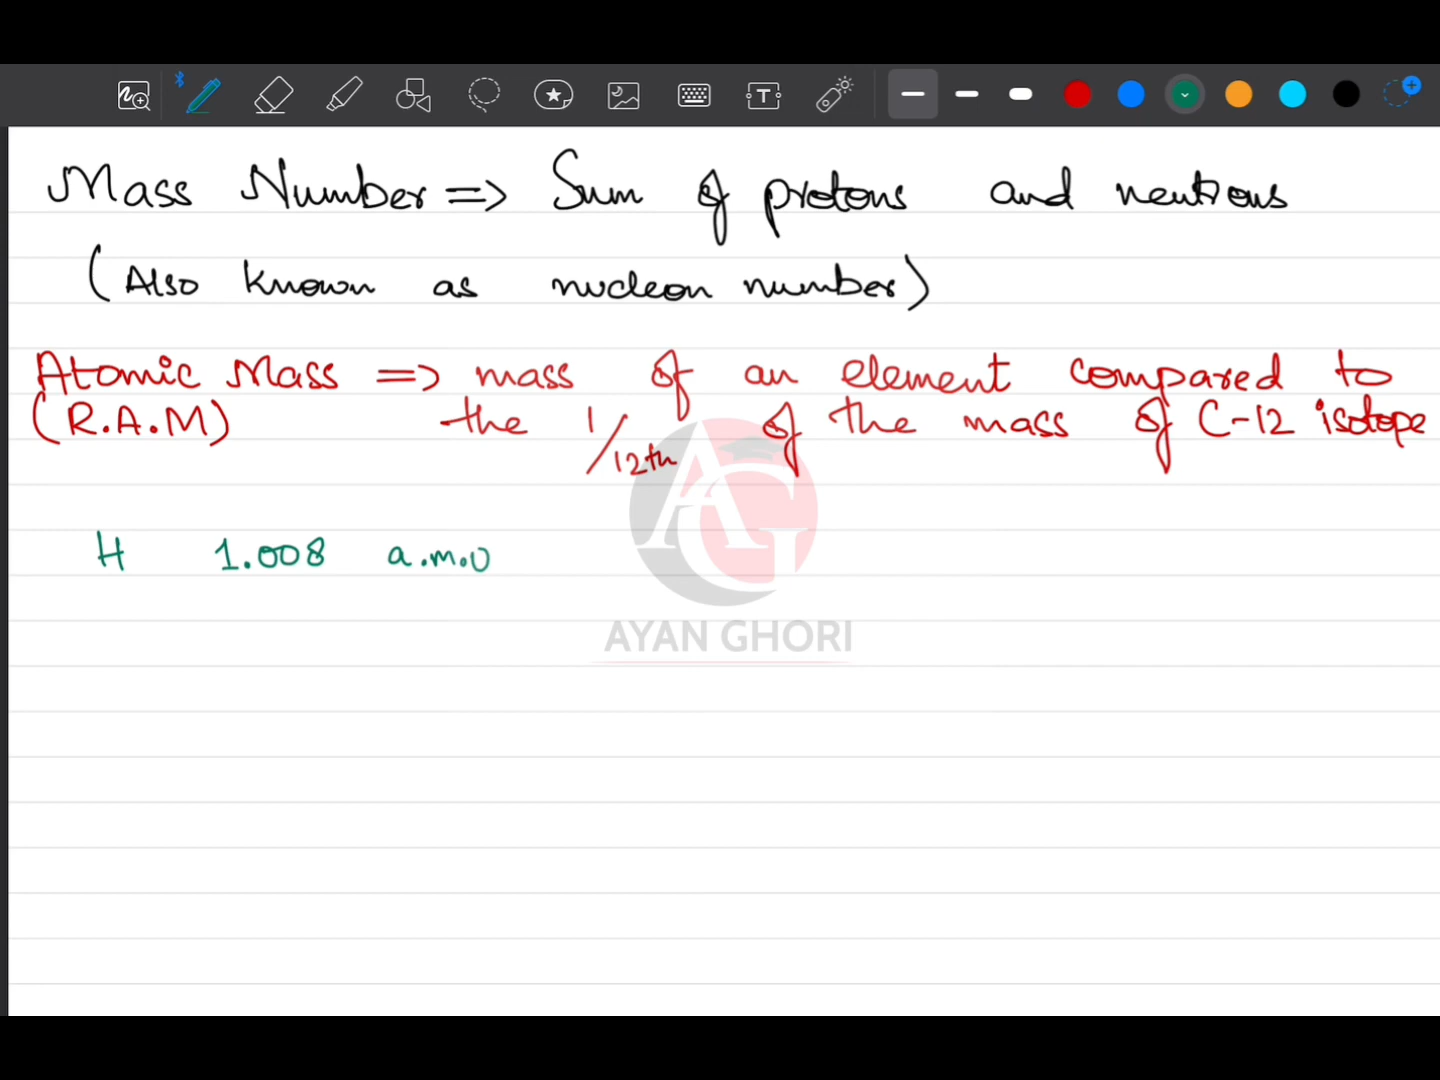 Mass Number => Sum of protons and neutrons
(Also known as nucleon number)
Atomic Mass => mass of an element compared to
(R.A.M) the 1/12th of the mass of C-12 isotope
H 1.008 a.m.U
AG
AYAN GHORI